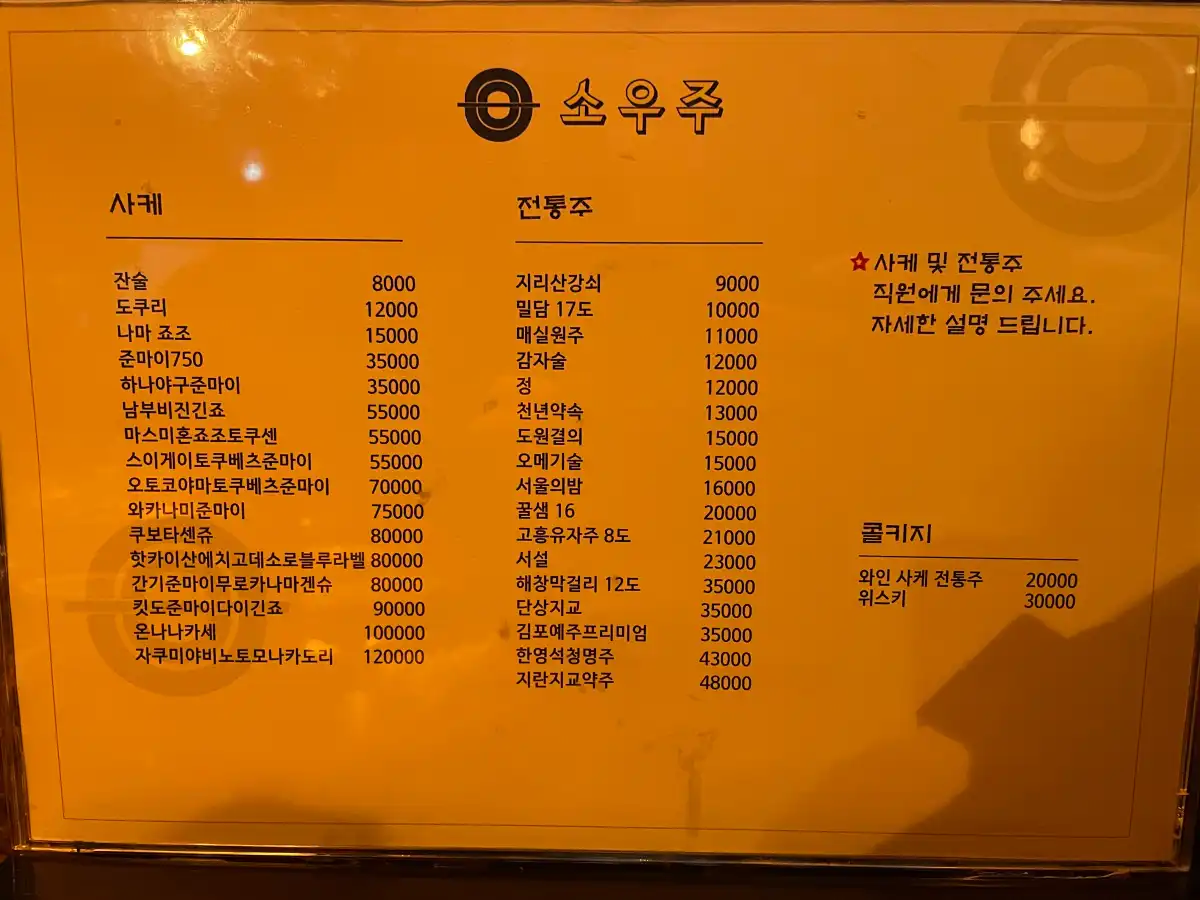 소우주
사케
잔술 8000
도쿠리 12000
나마 죠조 15000
준마이750 35000
하나야구준마이 35000
남부비진긴죠 55000
마스미혼죠조토쿠센 55000
스이게이토쿠베츠준마이 55000
오토코야마토쿠베츠준마이 70000
와카나미준마이 75000
쿠보타센쥬 80000
핫카이산에치고데소로블루라벨 80000
간기준마이무로카나마겐슈 80000
킷도준마이다이긴죠 90000
온나나카세 100000
자쿠미야비노토모나카도리 120000
전통주
지리산강쇠 9000
밀담 17도 10000
매실원주 11000
감자술 12000
정 12000
천년약속 13000
도원결의 15000
오메기술 15000
서울의밤 16000
꿀샘 16 20000
고흥유자주 8도 21000
서설 23000
해창막걸리 12도 35000
단상지교 35000
김포예주프리미엄 35000
한영석청명주 43000
지란지교약주 48000
사케 및 전통주
직원에게 문의 주세요.
자세한 설명 드립니다.
콜키지
와인 사케 전통주 20000
위스키 30000